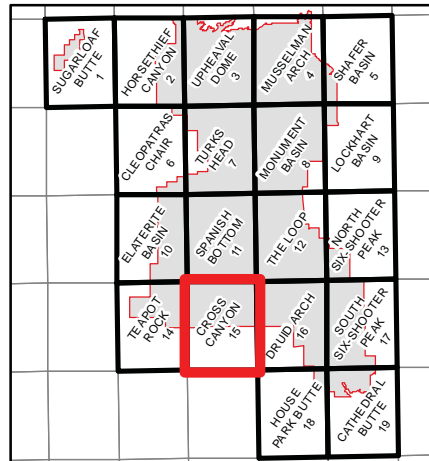 SUGARLOAF
BUTTE
1
HORSETHIEF
CANYON
2
UPHEAVAL
DOME
3
MUSSELMAN
ARCH
4
SHAFER
BASIN
5
CLEOPATRAS
CHAIR
6
TURKS
HEAD
7
MONUMENT
BASIN
8
LOCKHART
BASIN
9
ELATERITE
BASIN
10
SPANISH
BOTTOM
11
THE LOOP
12
NORTH
SIX-SHOOTER
PEAK
13
TEAPOT
ROCK
14
CROSS
CANYON
15
DRUID ARCH
16
SOUTH
SIX-SHOOTER
PEAK
17
HOUSE
PARK BUTTE
18
CATHEDRAL
BUTTE
19